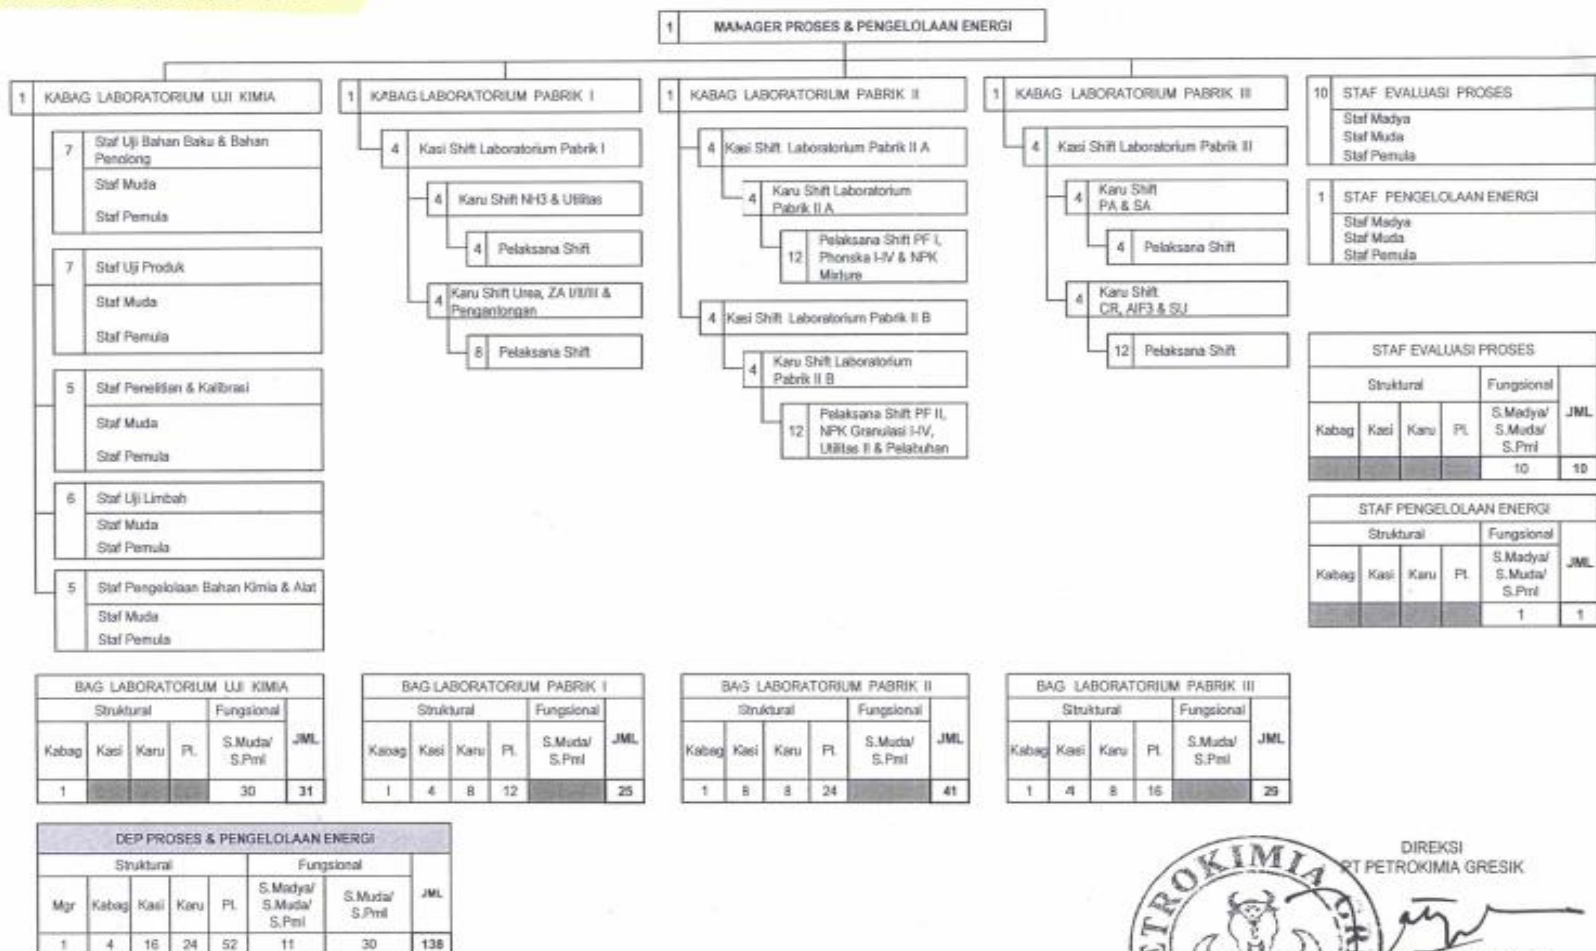 1 MANAGER PROSES & PENGELOLAAN ENERGI
1 KABAG LABORATORIUM UJI KIMIA
7 Staf Uji Bahan Baku & Bahan
Penolong
Staf Muda
Staf Pemula
7 Staf Uji Produk
Staf Muda
Staf Pemula
5 Staf Penelitian & Kalibrasi
Staf Muda
Staf Pemula
6 Staf Uji Limbah
Staf Muda
Staf Pemula
5 Staf Pengelolaan Bahan Kimia & Alat
Staf Muda
Staf Pemula
1 KABAG LABORATORIUM PABRIK I
4 Kasi Shift Laboratorium Pabrik I
4 Karu Shift NH3 & Utilitas
4 Pelaksana Shift
4 Karu Shift Urea, ZA I/II/III &
Pengantongan
8 Pelaksana Shift
1 KABAG LABORATORIUM PABRIK II
4 Kasi Shift Laboratorium Pabrik II A
4 Karu Shift Laboratorium
Pabrik II A
12 Pelaksana Shift PF I,
Phonska I-IV & NPK
Mixture
4 Kasi Shift Laboratorium Pabrik II B
4 Karu Shift Laboratorium
Pabrik II B
12 Pelaksana Shift PF II,
NPK Granulasi I-IV,
Utilitas II & Pelabuhan
1 KABAG LABORATORIUM PABRIK III
4 Kasi Shift Laboratorium Pabrik III
4 Karu Shift
PA & SA
4 Pelaksana Shift
4 Karu Shift
CR, AlF3 & SU
12 Pelaksana Shift
10 STAF EVALUASI PROSES
Staf Madya
Staf Muda
Staf Pemula
1 STAF PENGELOLAAN ENERGI
Staf Madya
Staf Muda
Staf Pemula
STAF EVALUASI PROSES
Struktural Fungsional JML
Kabag Kasi Karu Pl. S.Madya/
S.Muda/
S.Pml
10 10
STAF PENGELOLAAN ENERGI
Struktural Fungsional JML
Kabag Kasi Karu Pl. S.Madya/
S.Muda/
S.Pml
1 1
BAG LABORATORIUM UJI KIMIA
Struktural Fungsional JML
Kabag Kasi Karu Pl. S.Muda/
S.Pml
1 30 31
BAG LABORATORIUM PABRIK I
Struktural Fungsional JML
Kabag Kasi Karu Pl. S.Muda/
S.Pml
1 4 8 12 25
BAG LABORATORIUM PABRIK II
Struktural Fungsional JML
Kabag Kasi Karu Pl. S.Muda/
S.Pml
1 8 8 24 41
BAG LABORATORIUM PABRIK III
Struktural Fungsional JML
Kabag Kasi Karu Pl. S.Muda/
S.Pml
1 4 8 16 29
DEP PROSES & PENGELOLAAN ENERGI
Struktural Fungsional JML
Mgr Kabag Kasi Karu Pl. S.Madya/
S.Muda/
S.Pml S.Muda/
S.Pml
1 4 16 24 52 11 30 138
DIREKSI
PT PETROKIMIA GRESIK
ETROKIMIA GR